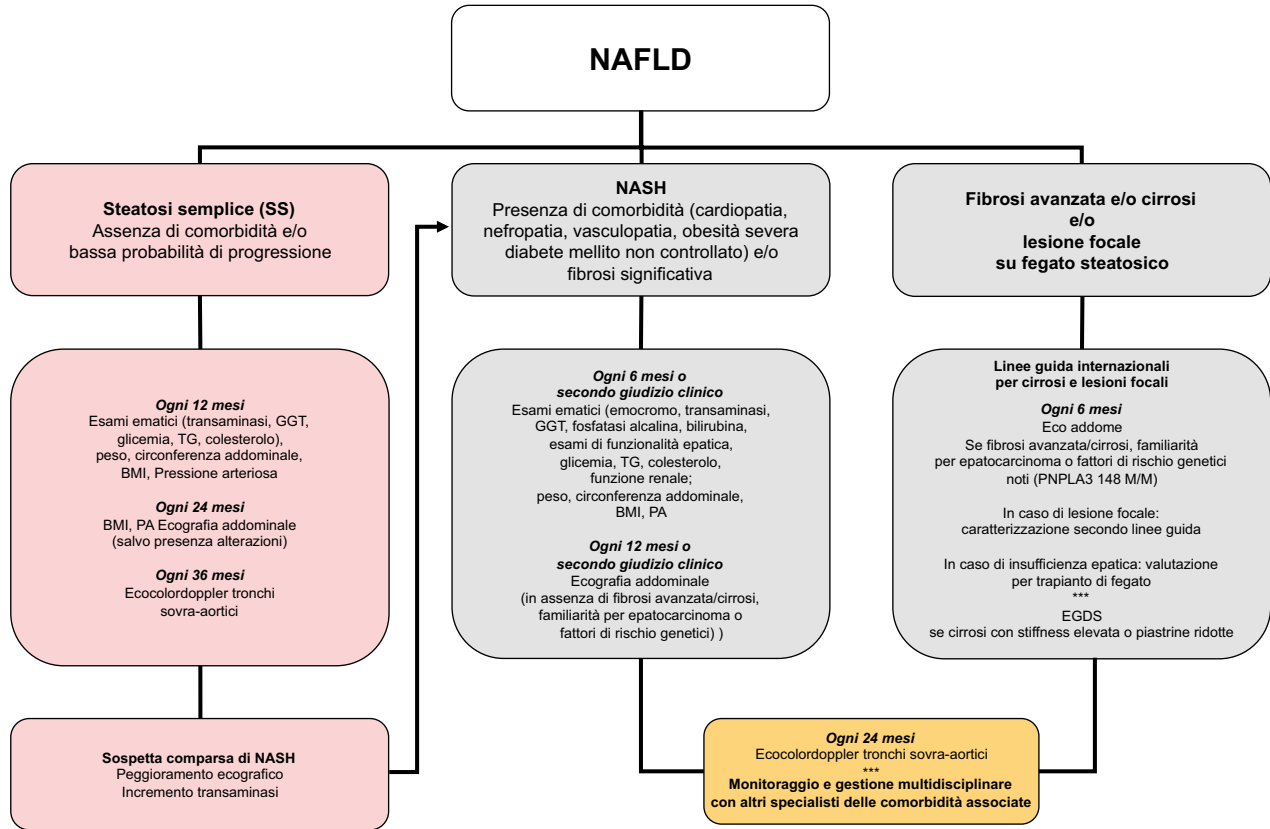 NAFLD
Steatosi semplice (SS)
Assenza di comorbidità e/o
bassa probabilità di progressione
NASH
Presenza di comorbidità (cardiopatia,
nefropatia, vasculopatia, obesità severa
diabete mellito non controllato) e/o
fibrosi significativa
Fibrosi avanzata e/o cirrosi
e/o
lesione focale
su fegato steatosico
Ogni 12 mesi
Esami ematici (transaminasi, GGT,
glicemia, TG, colesterolo),
peso, circonferenza addominale,
BMI, Pressione arteriosa
Ogni 24 mesi
BMI, PA Ecografia addominale
(salvo presenza alterazioni)
Ogni 36 mesi
Ecocolordoppler tronchi
sovra-aortici
Ogni 6 mesi o
secondo giudizio clinico
Esami ematici (emocromo, transaminasi,
GGT, fosfatasi alcalina, bilirubina,
esami di funzionalità epatica,
glicemia, TG, colesterolo,
funzione renale;
peso, circonferenza addominale,
BMI, PA
Ogni 12 mesi o
secondo giudizio clinico
Ecografia addominale
(in assenza di fibrosi avanzata/cirrosi,
familiarità per epatocarcinoma o
fattori di rischio genetici) )
Linee guida internazionali
per cirrosi e lesioni focali
Ogni 6 mesi
Eco addome
Se fibrosi avanzata/cirrosi, familiarità
per epatocarcinoma o fattori di rischio genetici
noti (PNPLA3 148 M/M)
In caso di lesione focale:
caratterizzazione secondo linee guida
In caso di insufficienza epatica: valutazione
per trapianto di fegato
***
EGDS
se cirrosi con stiffness elevata o piastrine ridotte
Sospetta comparsa di NASH
Peggioramento ecografico
Incremento transaminasi
Ogni 24 mesi
Ecocolordoppler tronchi sovra-aortici
***
Monitoraggio e gestione multidisciplinare
con altri specialisti delle comorbidità associate